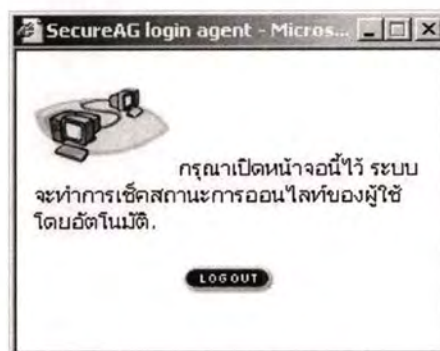 SecureAG login agent - Micros...
กรุณาเปิดหน้าจอนี้ไว้ ระบบ
จะทำการเช็คสถานะการออนไลท์ของผู้ใช้
โดยอัตโนมัติ.
LOGOUT